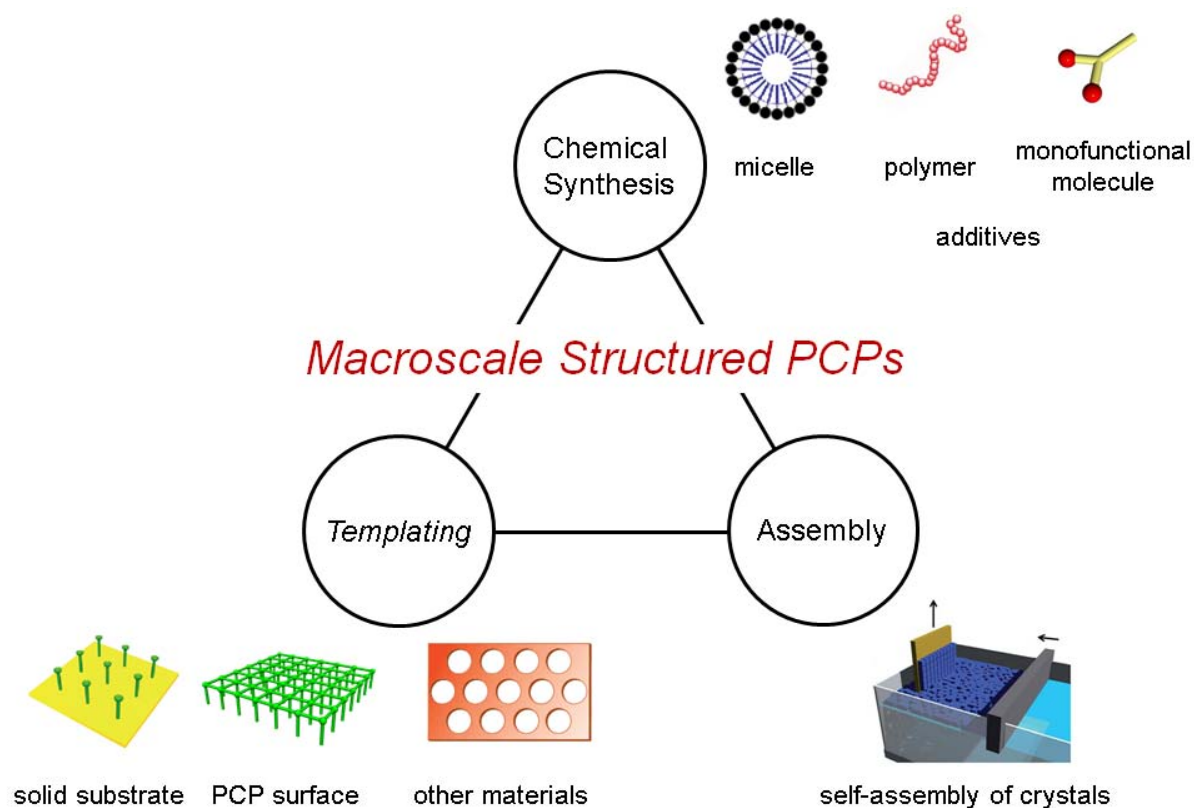 Chemical
Synthesis
micelle
polymer
monofunctional
molecule
additives
Macroscale Structured PCPs
Templating
Assembly
solid substrate
PCP surface
other materials
self-assembly of crystals